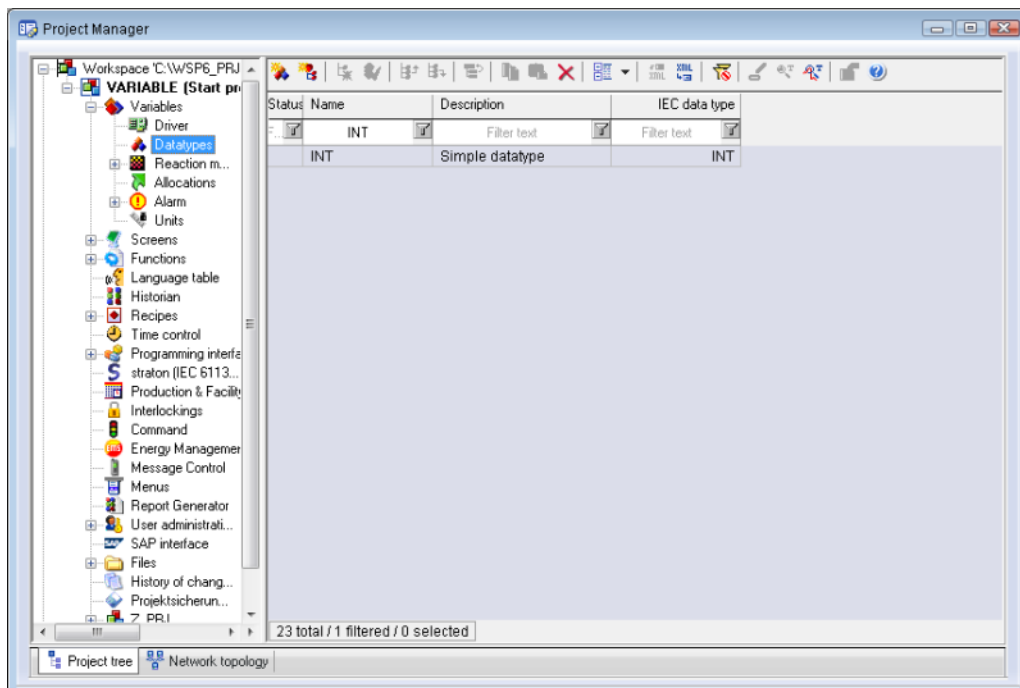 Project Manager
Workspace 'C:\WSP6_PRJ
VARIABLE (Start pr
Variables
Driver
Datatypes
Reaction m...
Allocations
Alarm
Units
Screens
Functions
Language table
Historian
Recipes
Time control
Programming interfa
straton (IEC 6113...
Production & Facility
Interlockings
Command
Energy Managemer
Message Control
Menus
Report Generator
User administrati...
SAP interface
Files
History of chang...
Projektsicherun...
Z_PRJ
Status Name Description IEC data type
F... INT Filter text Filter text
INT Simple datatype INT
23 total / 1 filtered / 0 selected
Project tree Network topology